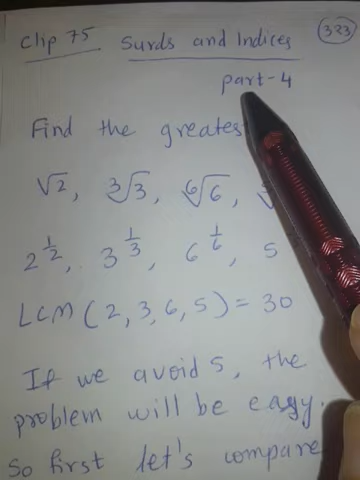 Clip 75 Surds and Indices 323
part-4
Find the greates
√2, ∛3, ⁶√6,
2^1/2, 3^1/3, 6^1/6, 5
LCM (2, 3, 6, 5) = 30
If we avoid 5, the
problem will be easy.
So first let's compare